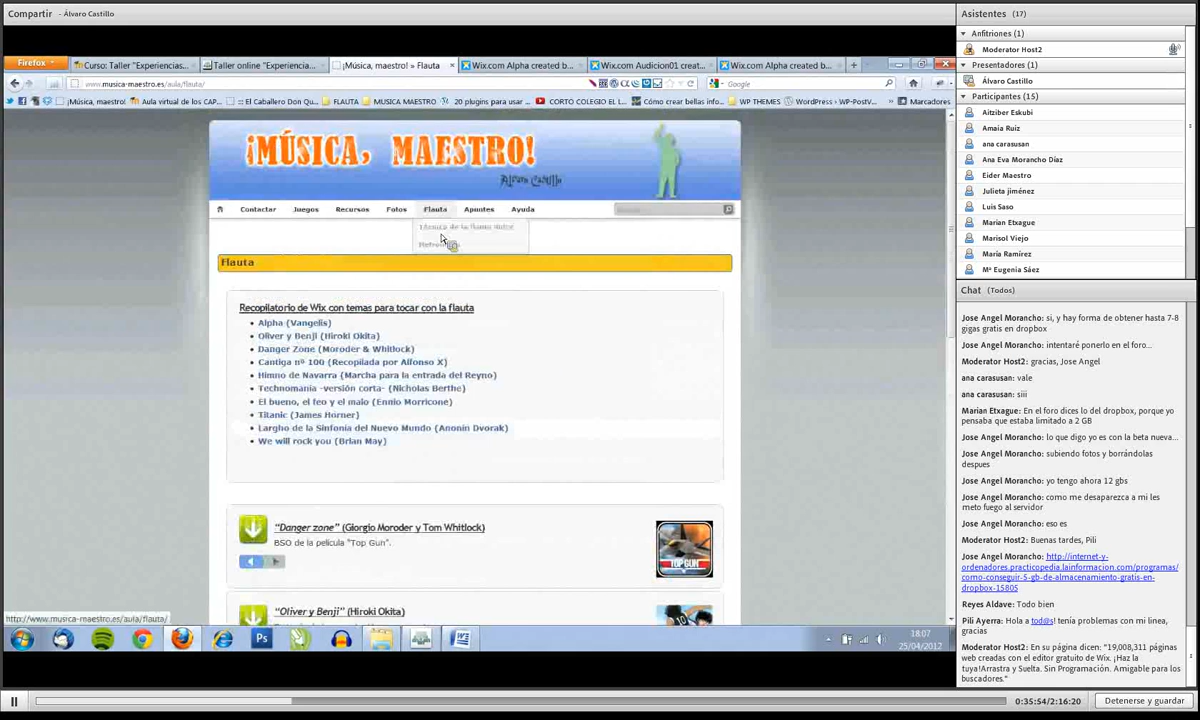 Compartir - Álvaro Castillo
Firefox
Curso: Taller "Experiencias...
Taller online "Experiencia...
¡Música, maestro! » Flauta
Wix.com Alpha created b...
Wix.com Audicion01 creat...
Wix.com Alpha created b...
www.musica-maestro.es/aula/flauta/
Google
¡Música, maestro!
Aula virtual de los CAP...
:: El Caballero Don Qu...
FLAUTA
MUSICA MAESTRO
20 plugins para usar ...
CORTO COLEGIO EL L...
Cómo crear bellas info...
WP THEMES
WordPress › WP-PostV...
Marcadores
¡MÚSICA, MAESTRO!
Álvaro Castillo
Contactar Juegos Recursos Fotos Flauta Apuntes Ayuda
Técnica de la flauta dulce
Flauta
Recopilatorio de Wix con temas para tocar con la flauta
• Alpha (Vangelis)
• Oliver y Benji (Hiroki Okita)
• Danger Zone (Moroder & Whitlock)
• Cantiga nº 100 (Recopilada por Alfonso X)
• Himno de Navarra (Marcha para la entrada del Reyno)
• Technomanía -versión corta- (Nicholas Berthe)
• El bueno, el feo y el malo (Ennio Morricone)
• Titanic (James Horner)
• Largho de la Sinfonía del Nuevo Mundo (Anonín Dvorak)
• We will rock you (Brian May)
"Danger zone" (Giorgio Moroder y Tom Whitlock)
BSO de la película "Top Gun".
TOP GUN
"Oliver y Benji" (Hiroki Okita)
http://www.musica-maestro.es/aula/flauta/
Ps
18:07
25/04/2012
Asistentes (17)
Anfitriones (1)
Moderator Host2
Presentadores (1)
Álvaro Castillo
Participantes (15)
Aitziber Eskubi
Amaia Ruiz
ana carasusan
Ana Eva Morancho Díaz
Eider Maestro
Julieta jiménez
Luis Saso
Marian Etxague
Marisol Viejo
María Ramírez
Mª Eugenia Sáez
Chat (Todos)
Jose Angel Morancho: si, y hay forma de obtener hasta 7-8
gigas gratis en dropbox
Jose Angel Morancho: intentaré ponerlo en el foro...
Moderator Host2: gracias, Jose Angel
ana carasusan: vale
ana carasusan: siii
Marian Etxague: En el foro dices lo del dropbox, porque yo
pensaba que estaba limitado a 2 GB
Jose Angel Morancho: lo que digo yo es con la beta nueva...
Jose Angel Morancho: subiendo fotos y borrándolas
despues
Jose Angel Morancho: yo tengo ahora 12 gbs
Jose Angel Morancho: como me desaparezca a mi les
meto fuego al servidor
Jose Angel Morancho: eso es
Moderator Host2: Buenas tardes, Pili
Jose Angel Morancho: http://internet-y-
ordenadores.practicopedia.lainformacion.com/programas/
como-conseguir-5-gb-de-almacenamiento-gratis-en-
dropbox-15805
Reyes Aldave: Todo bien
Pili Ayerra: Hola a tod@s! tenía problemas con mi linea,
gracias
Moderator Host2: En su página dicen: "19,008,311 páginas
web creadas con el editor gratuito de Wix. ¡Haz la
tuya!Arrastra y Suelta. Sin Programación. Amigable para los
buscadores."
0:35:54/2:16:20
Detenerse y guardar